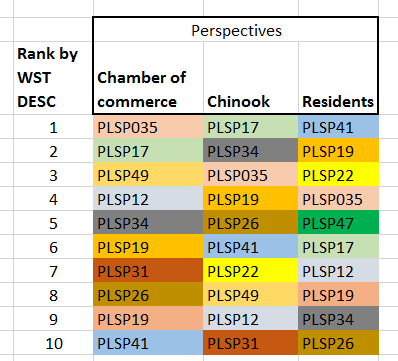 Perspectives
Rank by WST DESC Chamber of commerce Chinook Residents
1 PLSP035 PLSP17 PLSP41
2 PLSP17 PLSP34 PLSP19
3 PLSP49 PLSP035 PLSP22
4 PLSP12 PLSP19 PLSP035
5 PLSP34 PLSP26 PLSP47
6 PLSP19 PLSP41 PLSP17
7 PLSP31 PLSP22 PLSP12
8 PLSP26 PLSP49 PLSP19
9 PLSP19 PLSP12 PLSP34
10 PLSP41 PLSP31 PLSP26